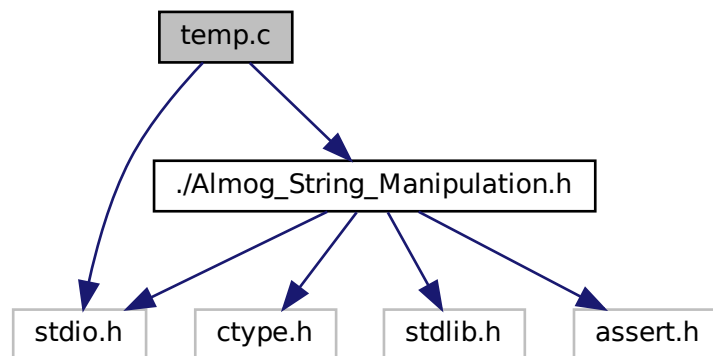 temp.c
./Almog_String_Manipulation.h
stdio.h
ctype.h
stdlib.h
assert.h